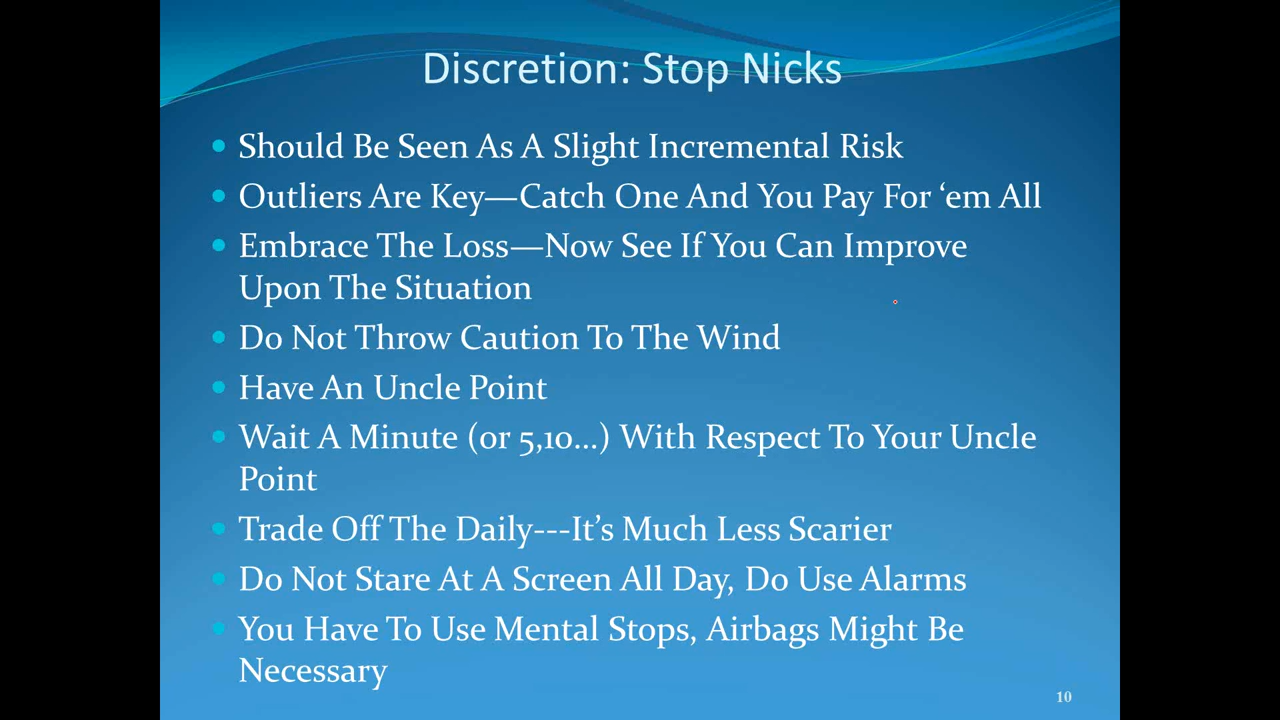 Discretion: Stop Nicks
• Should Be Seen As A Slight Incremental Risk
• Outliers Are Key—Catch One And You Pay For ‘em All
• Embrace The Loss—Now See If You Can Improve
Upon The Situation
• Do Not Throw Caution To The Wind
• Have An Uncle Point
• Wait A Minute (or 5,10…) With Respect To Your Uncle
Point
• Trade Off The Daily---It’s Much Less Scarier
• Do Not Stare At A Screen All Day, Do Use Alarms
• You Have To Use Mental Stops, Airbags Might Be
Necessary
10